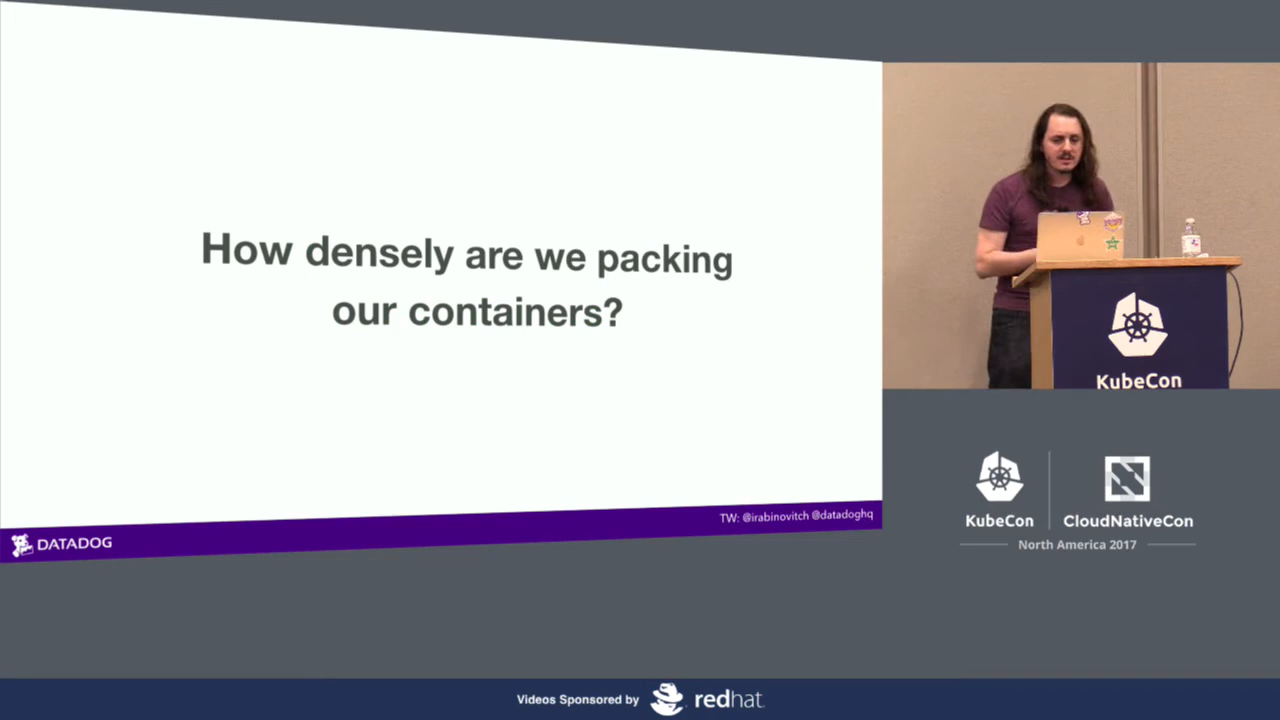 How densely are we packing
our containers?
TW: @irabinovitch @datadoghq
DATADOG
KubeCon
KubeCon
CloudNativeCon
North America 2017
Videos Sponsored by
redhat.